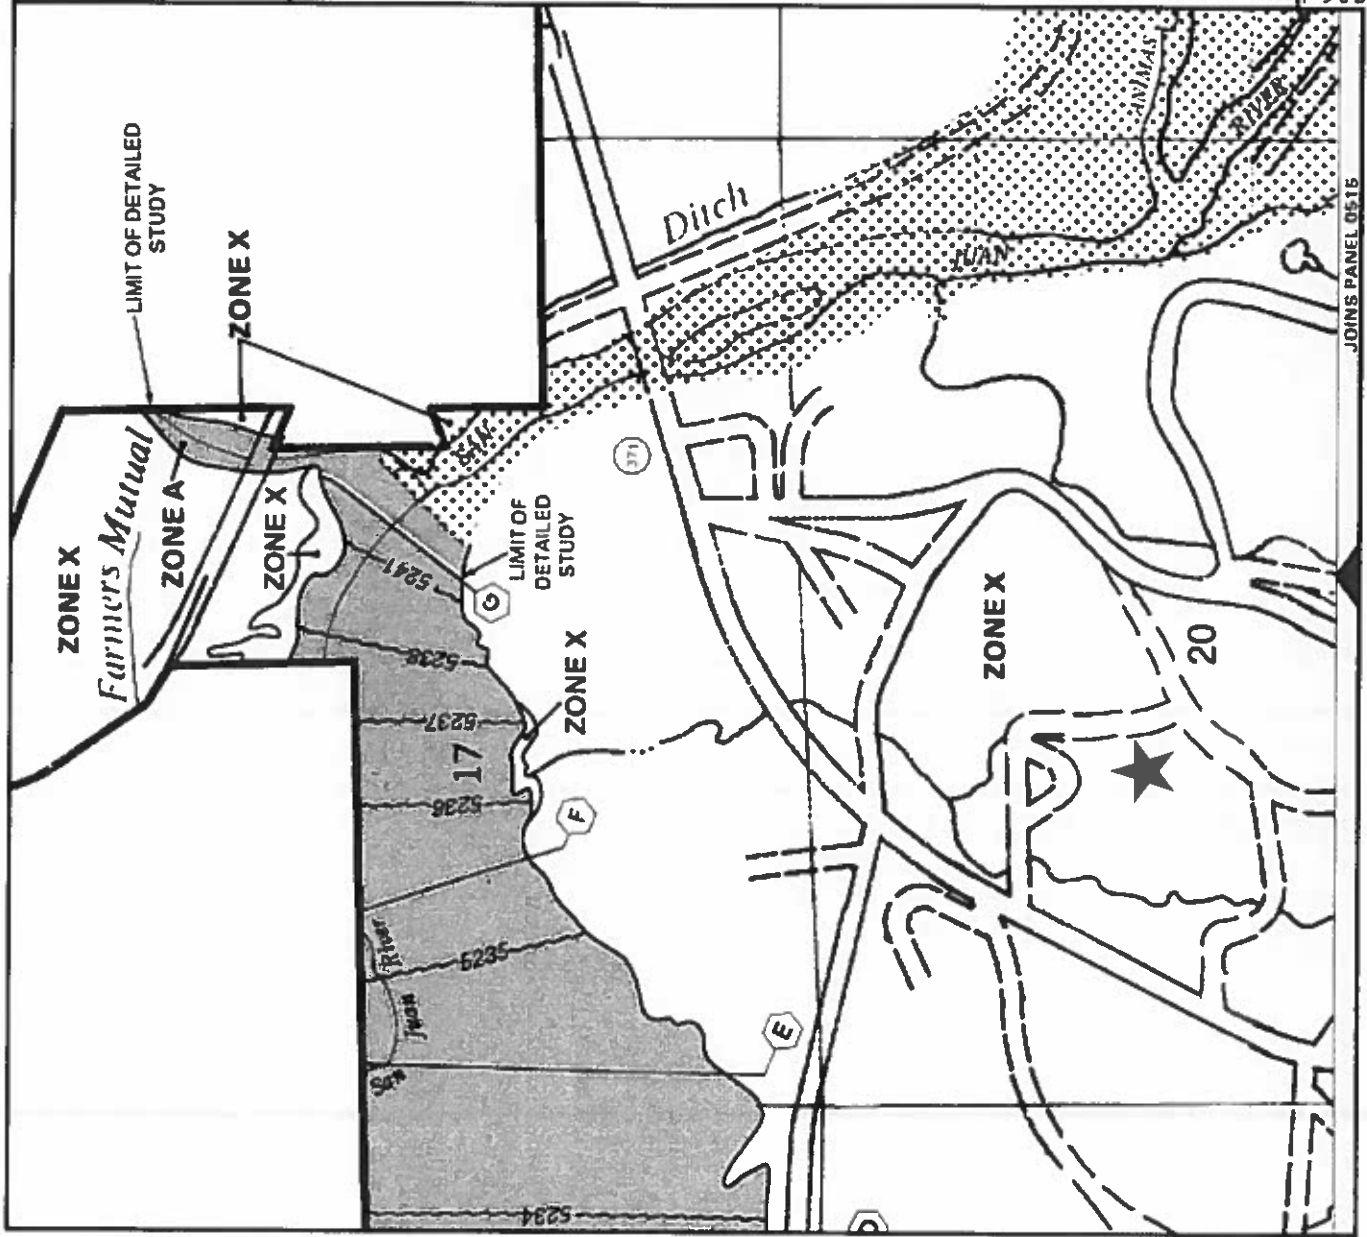 LIMIT OF DETAILED
STUDY
ZONE X
ZONE X
Farmers Mutual
ZONE A
ZONE X
Ditch
ANIMAS
RIVER
JUAN
SAN
371
LIMIT OF
DETAILED
STUDY
5241
G
5238
5237
17
5236
F
ZONE X
ZONE X
20
River
Juan
San
5235
E
5234
D
JOINS PANEL 0515